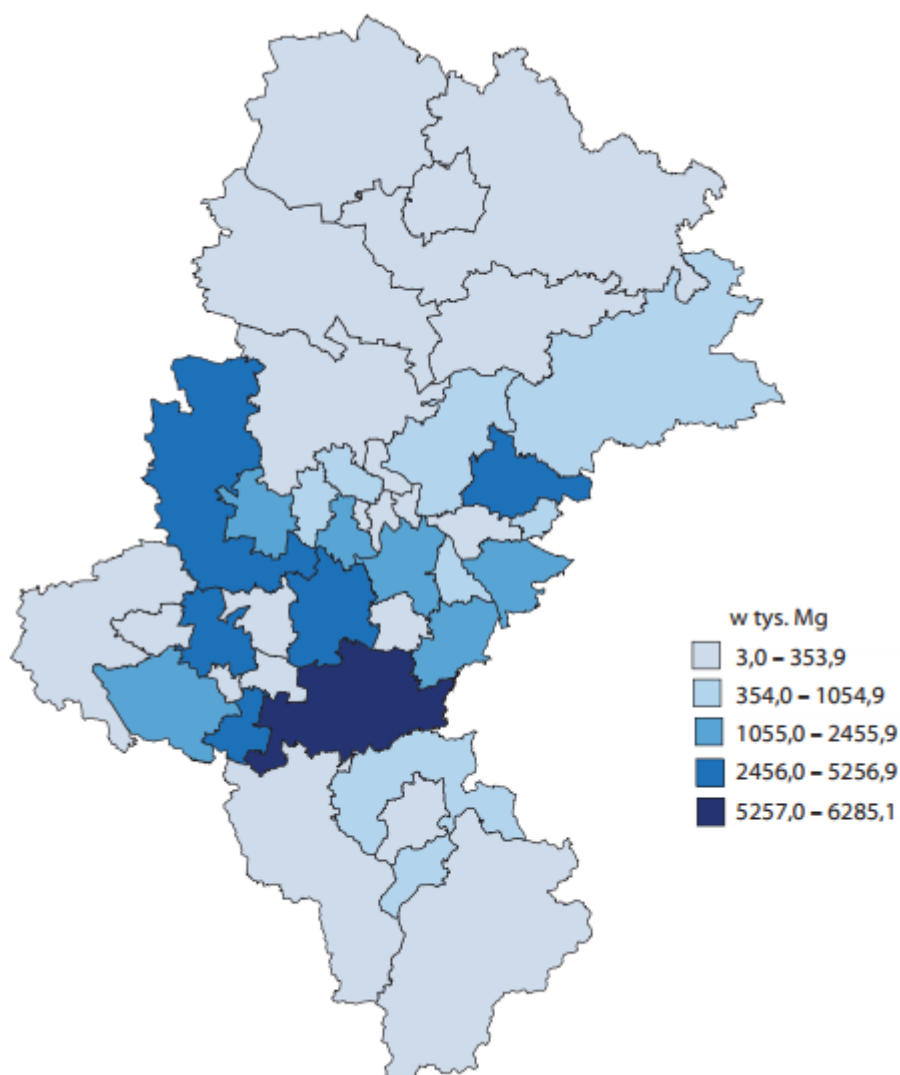 w tys. Mg
3,0 – 353,9
354,0 – 1054,9
1055,0 – 2455,9
2456,0 – 5256,9
5257,0 – 6285,1